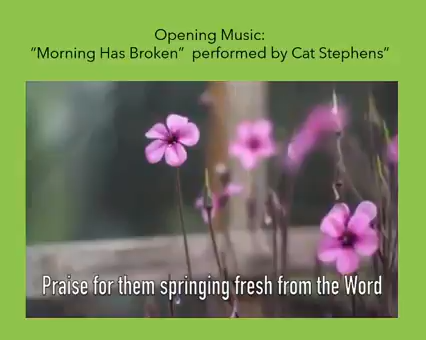 Opening Music:
“Morning Has Broken” performed by Cat Stephens”
Praise for them springing fresh from the Word